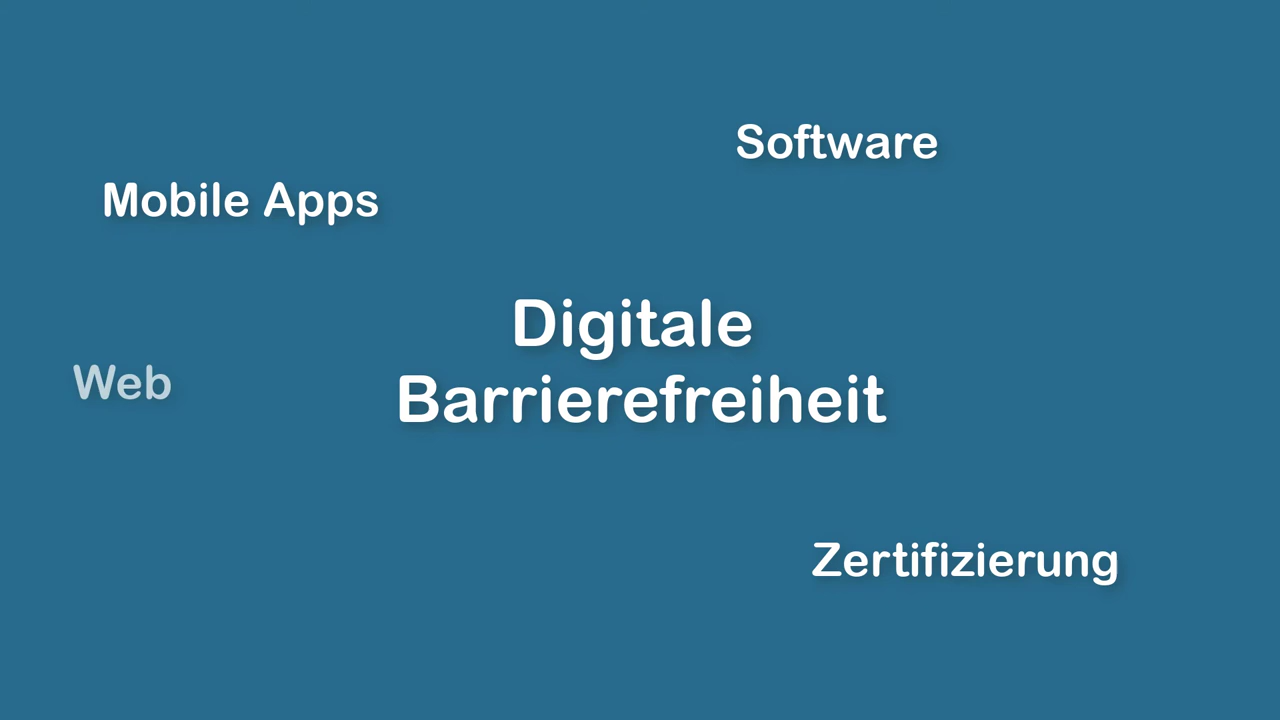 Software
Mobile Apps
Digitale
Barrierefreiheit
Web
Zertifizierung